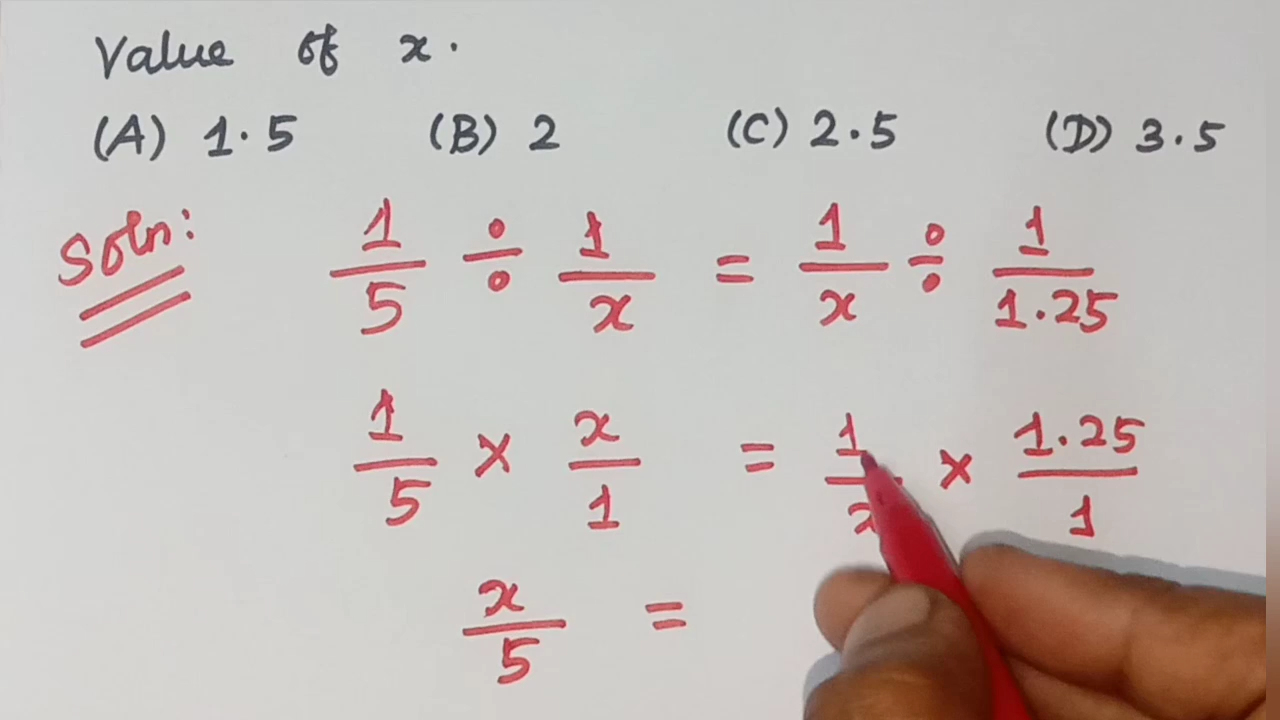 Value of x.
(A) 1.5 (B) 2 (C) 2.5 (D) 3.5
Soln: 1/5 ÷ 1/x = 1/x ÷ 1/1.25
1/5 × x/1 = 1/x × 1.25/1
x/5 =